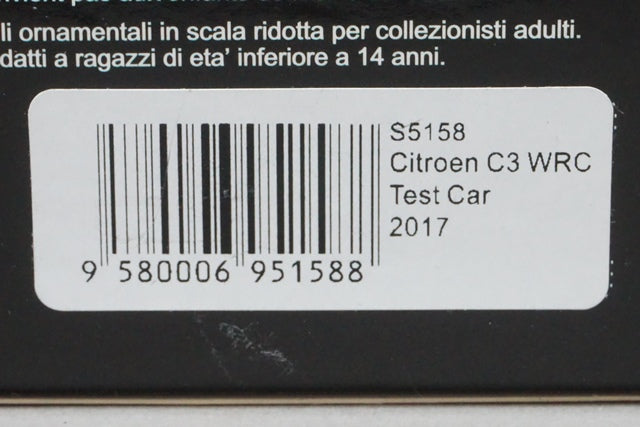 li ornamentali in scala ridotta per collezionisti adulti.
datti a ragazzi di eta' inferiore a 14 anni.
S5158
Citroen C3 WRC
Test Car
2017
9 580006 951588